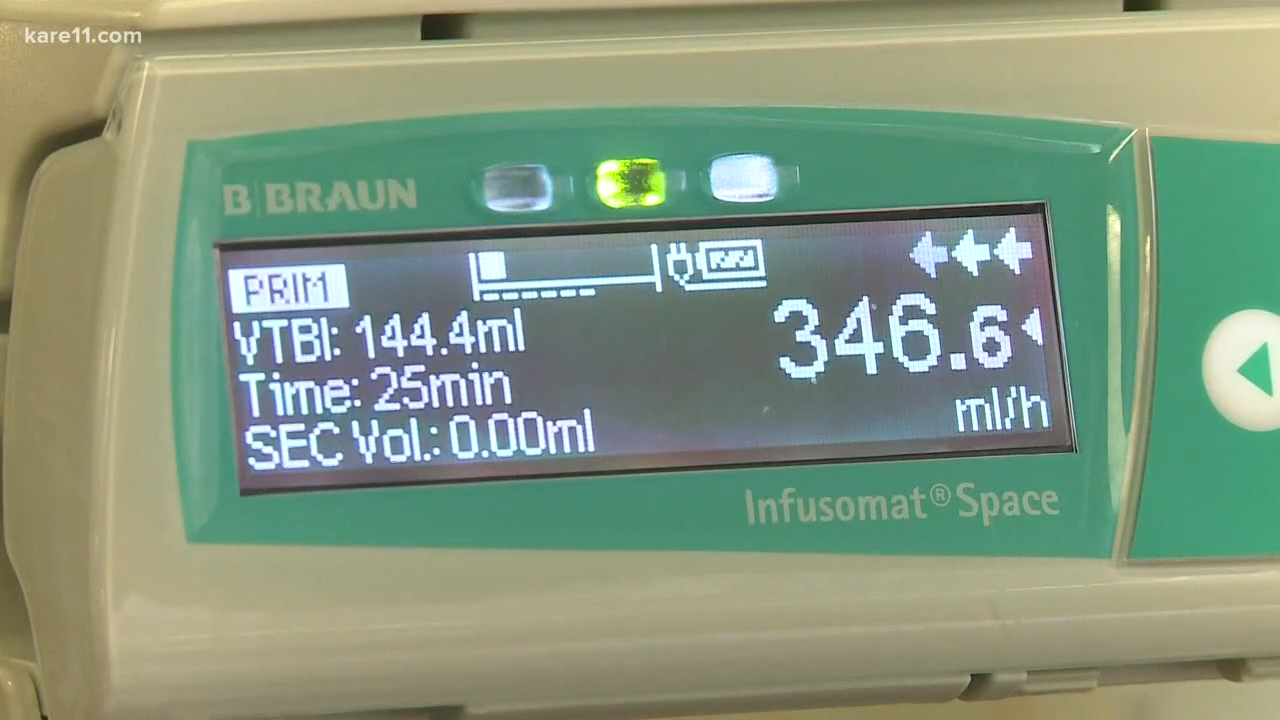 kare11.com
B|BRAUN
PRIM
VTBI: 144.4ml
Time: 25min
SEC Vol.: 0.00ml
346.6
ml/h
Infusomat® Space